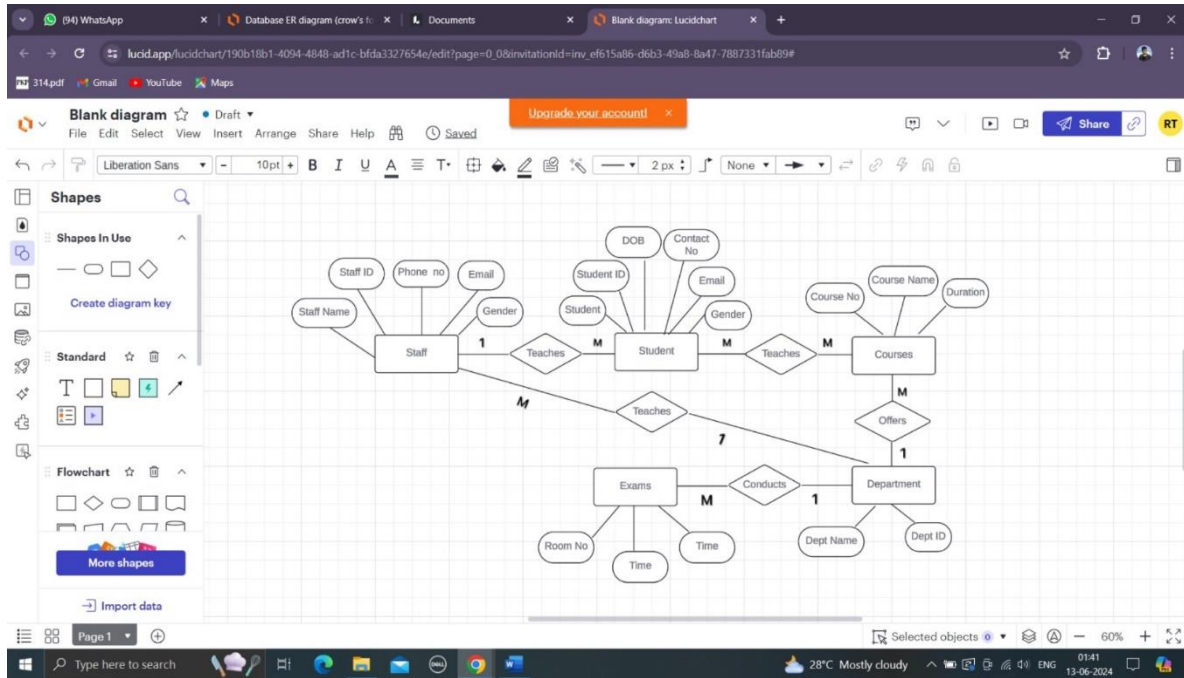 (94) WhatsApp
Database ER diagram (crow's fo
Documents
Blank diagram: Lucidchart
lucid.app/lucidchart/190b18b1-4094-4848-ad1c-bfda3327654e/edit?page=0_0&invitationId=inv_ef615a86-d6b3-49a8-8a47-7887331fab89#
314.pdf
Gmail
YouTube
Maps
Blank diagram
Draft
Upgrade your account!
File Edit Select View Insert Arrange Share Help
Saved
Share
RT
Liberation Sans
- 10pt +
B I U A
T
2 px
None
Shapes
Shapes In Use
Create diagram key
Standard
T
Flowchart
More shapes
Import data
DOB
Contact
No
Staff ID
Phone no
Email
Student ID
Email
Course Name
Duration
Course No
Staff Name
Gender
Student
Gender
Staff
1
Teaches
M
Student
M
Teaches
M
Courses
M
M
Teaches
Offers
1
1
Exams
M
Conducts
1
Department
Room No
Time
Time
Dept Name
Dept ID
Page 1
Selected objects 0
60%
Type here to search
DELL
28°C Mostly cloudy
ENG
01:41
13-06-2024